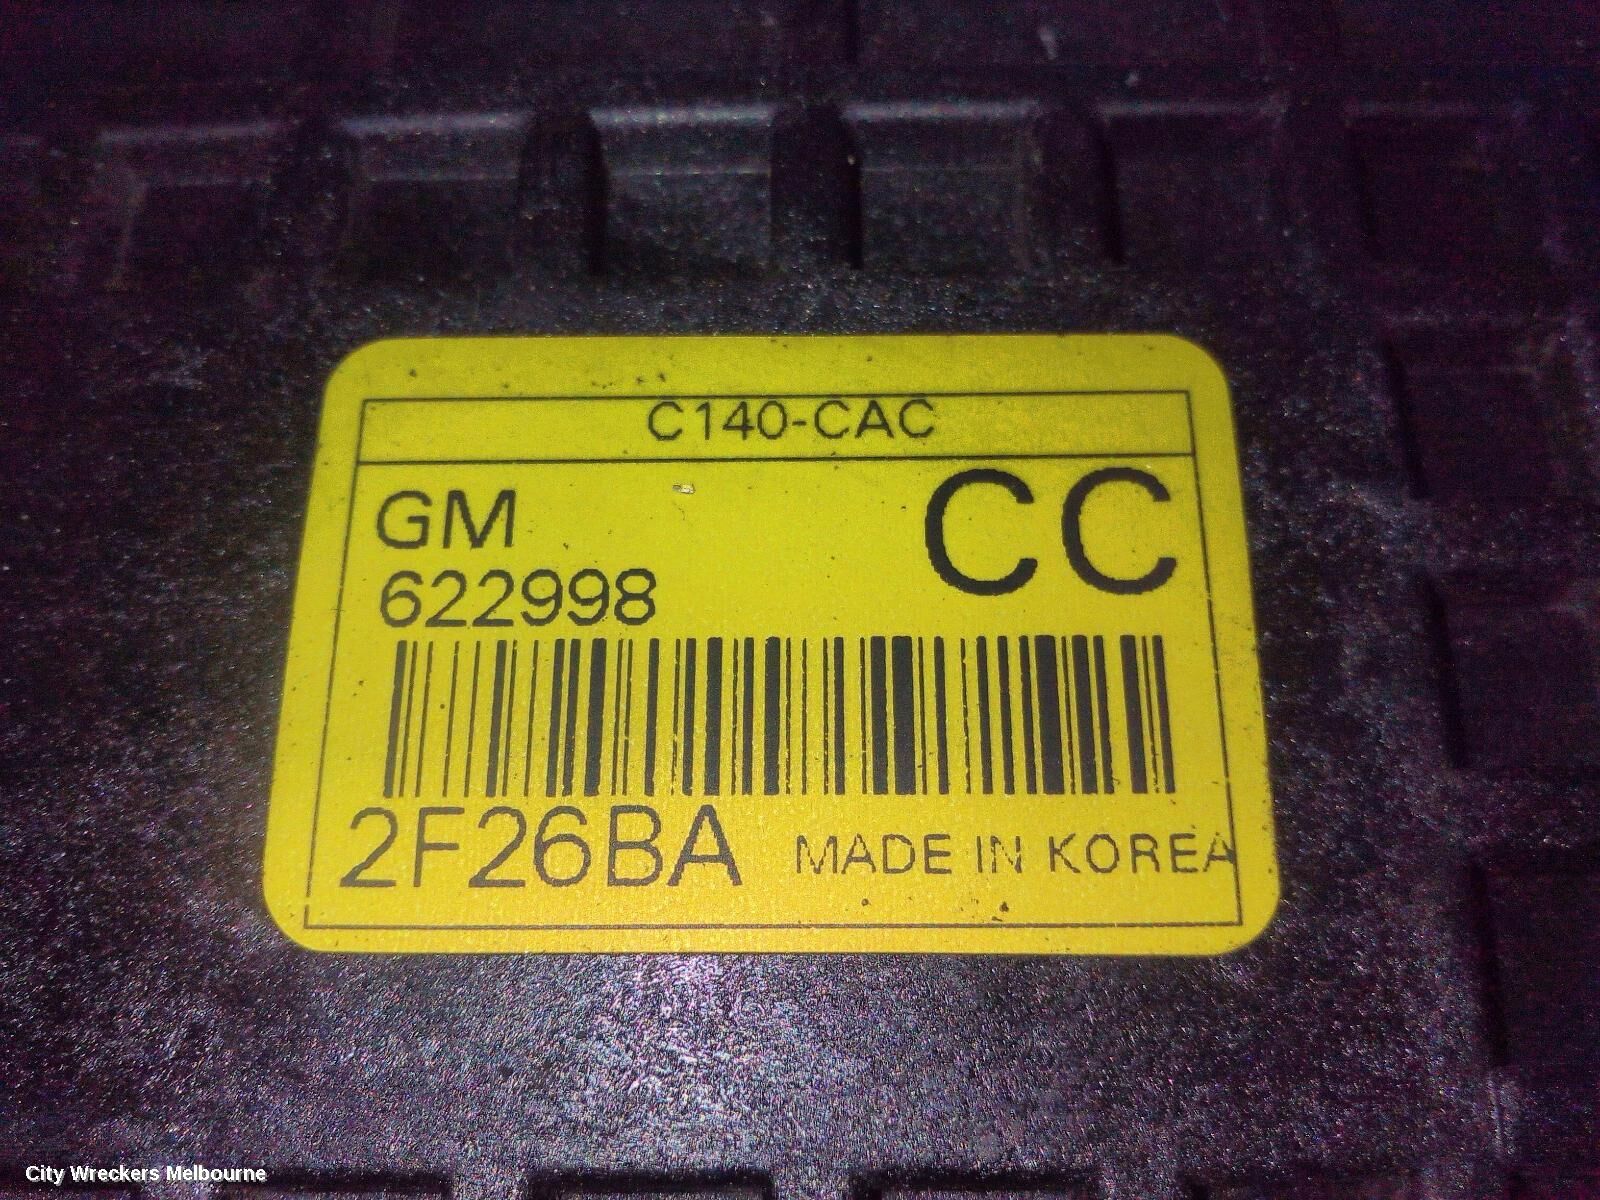 C140-CAC
GM
CC
622998
2F26BA
MADE IN KOREA
City Wreckers Melbourne